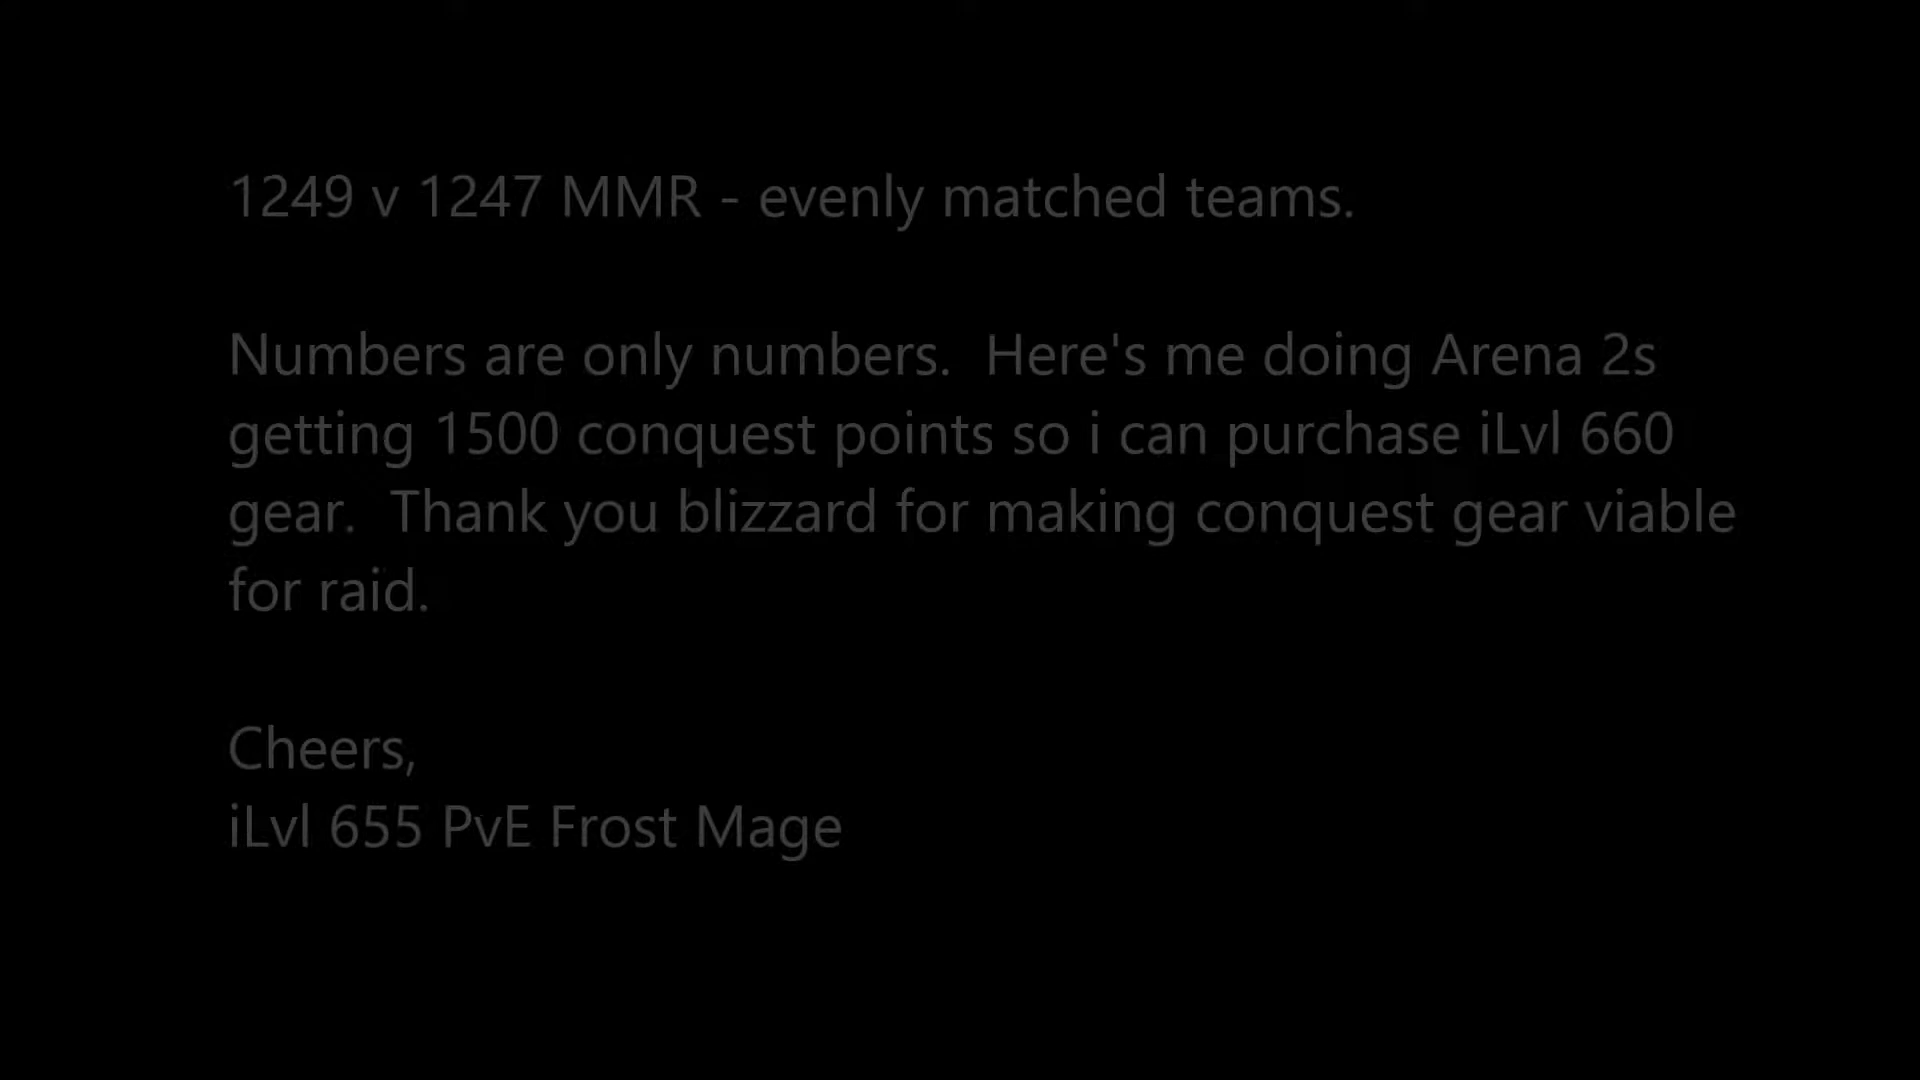 1249 v 1247 MMR - evenly matched teams.
Numbers are only numbers.  Here's me doing Arena 2s
getting 1500 conquest points so i can purchase iLvl 660
gear.  Thank you blizzard for making conquest gear viable
for raid.
Cheers,
iLvl 655 PvE Frost Mage